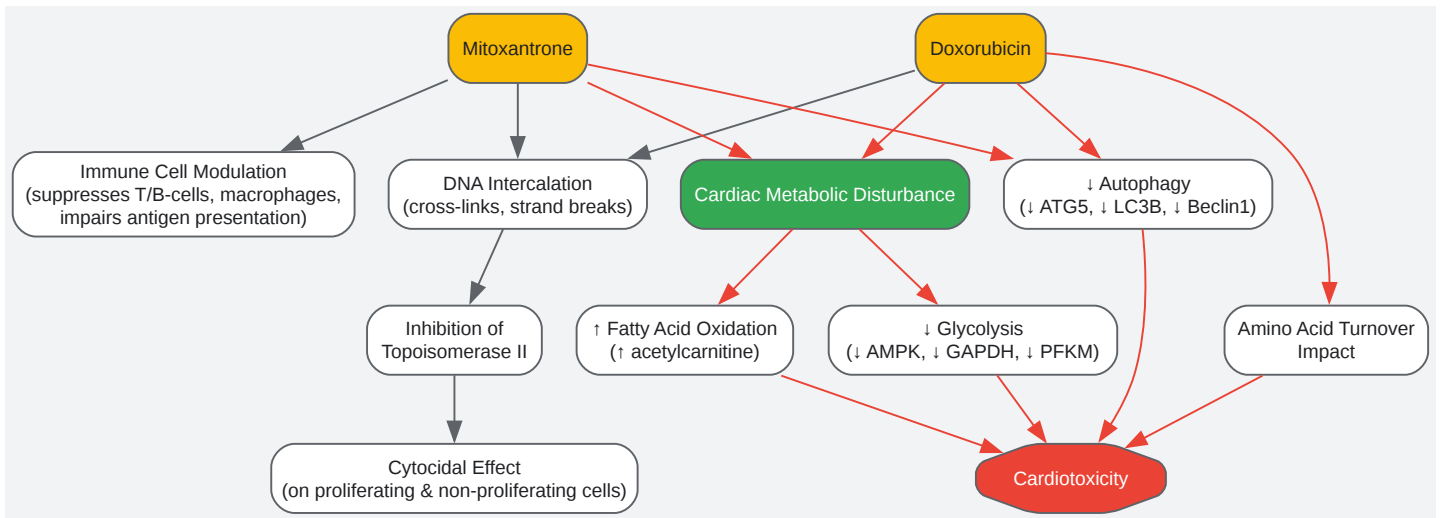 Mitoxantrone
Doxorubicin
Immune Cell Modulation
(suppresses T/B-cells, macrophages,
impairs antigen presentation)
DNA Intercalation
(cross-links, strand breaks)
Cardiac Metabolic Disturbance
↓ Autophagy
(↓ ATG5, ↓ LC3B, ↓ Beclin1)
Inhibition of
Topoisomerase II
↑ Fatty Acid Oxidation
(↑ acetylcarnitine)
↓ Glycolysis
(↓ AMPK, ↓ GAPDH, ↓ PFKM)
Amino Acid Turnover
Impact
Cytocidal Effect
(on proliferating & non-proliferating cells)
Cardiotoxicity